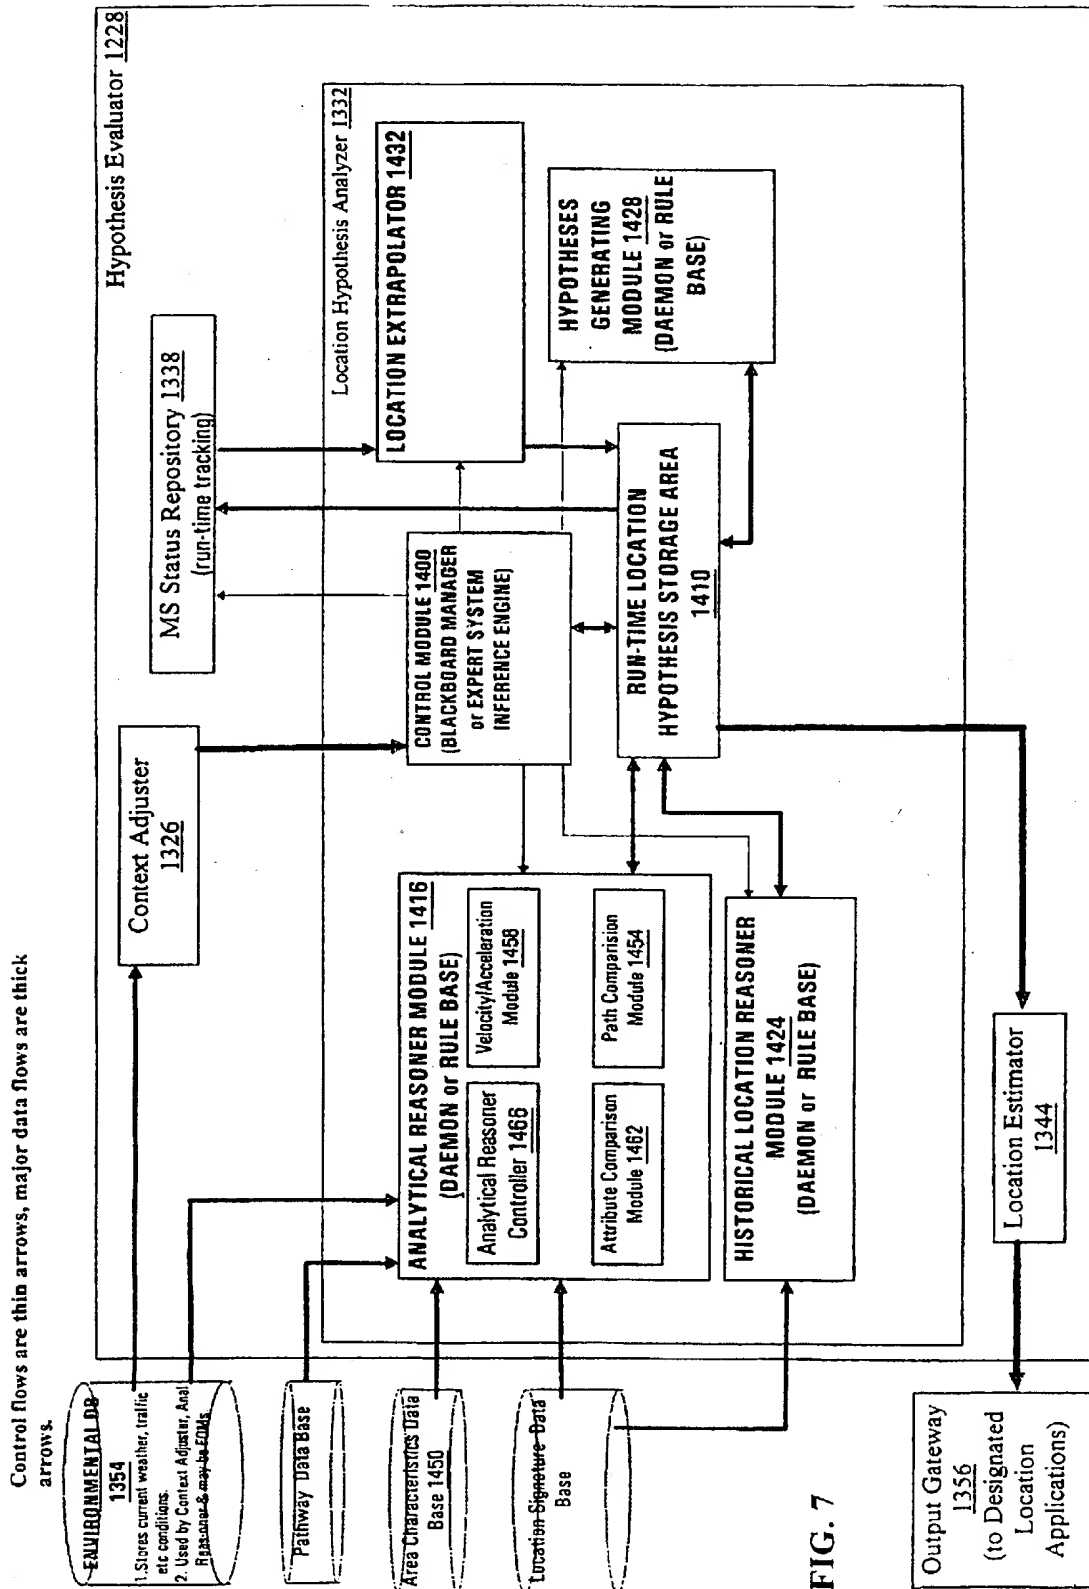 Control flows are thin arrows, major data flows are thick
arrows.
Hypothesis Evaluator 1228
MS Status Repository 1338
(run-time tracking)
Context Adjuster
1326
Location Hypothesis Analyzer 1332
LOCATION EXTRAPOLATOR 1432
CONTROL MODULE 1400
(BLACKBOARD MANAGER
or EXPERT SYSTEM
INFERENCE ENGINE)
HYPOTHESES
GENERATING
MODULE 1428
(DAEMON or RULE
BASE)
RUN-TIME LOCATION
HYPOTHESIS STORAGE AREA
1410
ANALYTICAL REASONER MODULE 1416
(DAEMON or RULE BASE)
Analytical Reasoner
Controller 1466
Velocity/Acceleration
Module 1458
Attribute Comparison
Module 1462
Path Comparision
Module 1454
HISTORICAL LOCATION REASONER
MODULE 1424
(DAEMON or RULE BASE)
ENVIRONMENTAL DB
1354
1.Stores current weather, traffic
etc conditions.
2. Used by Context Adjuster, Anal
Reasoner & may be FOMs
Pathway Data Base
Area Characteristics Data
Base 1450
Location Signature Data
Base
Location Estimator
1344
Output Gateway
1356
(to Designated
Location
Applications)
FIG. 7